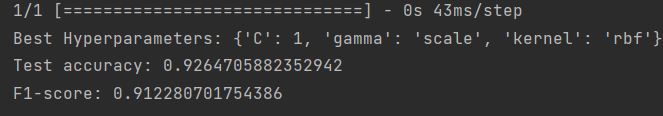 1/1 [==============================] - 0s 43ms/step
Best Hyperparameters: {'C': 1, 'gamma': 'scale', 'kernel': 'rbf'}
Test accuracy: 0.9264705882352942
F1-score: 0.912280701754386